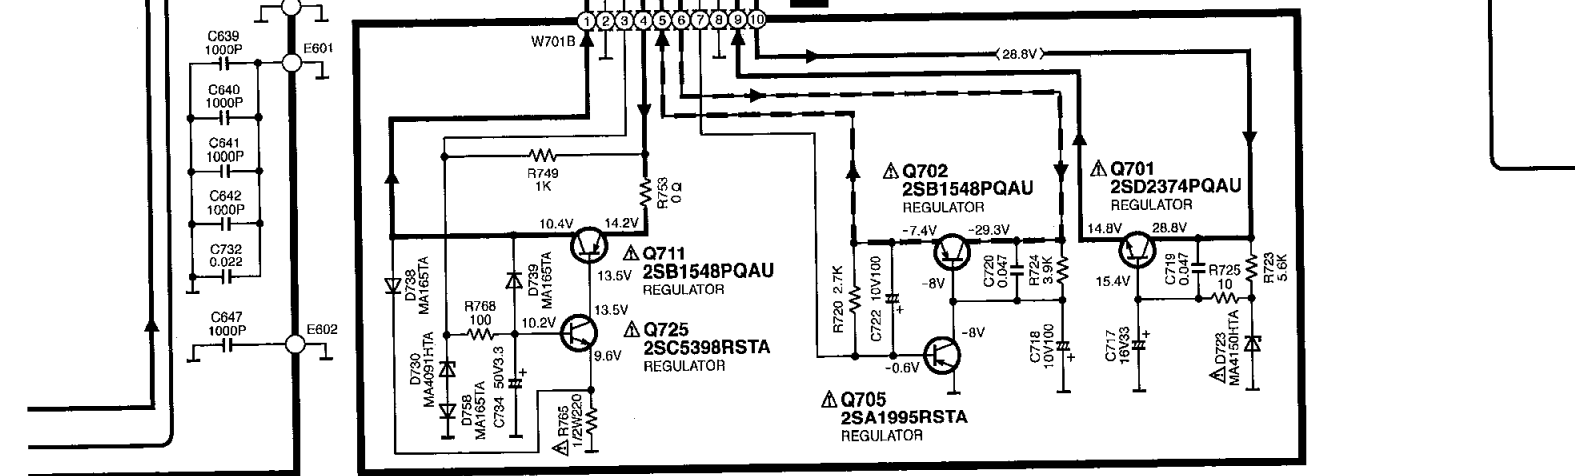 C639
1000P
E601
C640
1000P
C641
1000P
C642
1000P
C732
0.022
C647
1000P
E602
W701B
1 2 3 4 5 6 7 8 9 10
28.8V
R749
1K
R753
0 Ω
10.4V
14.2V
Q711
2SB1548PQAU
REGULATOR
13.5V
D738
MA165TA
D739
MA165TA
R768
100
10.2V
13.5V
9.6V
Q725
2SC5398RSTA
REGULATOR
D730
MA4091HTA
D758
MA165TA
C734 50V3.3
R765
1/2W220
Q702
2SB1548PQAU
REGULATOR
-7.4V
-29.3V
-8V
C720
0.047
R724
3.9K
R720 2.7K
C722 10V100
-8V
-0.6V
C718
10V100
Q705
2SA1995RSTA
REGULATOR
Q701
2SD2374PQAU
REGULATOR
14.8V
28.8V
15.4V
C719
0.047
R725
10
R723
5.6K
C717
16V33
D723
MA4150HTA